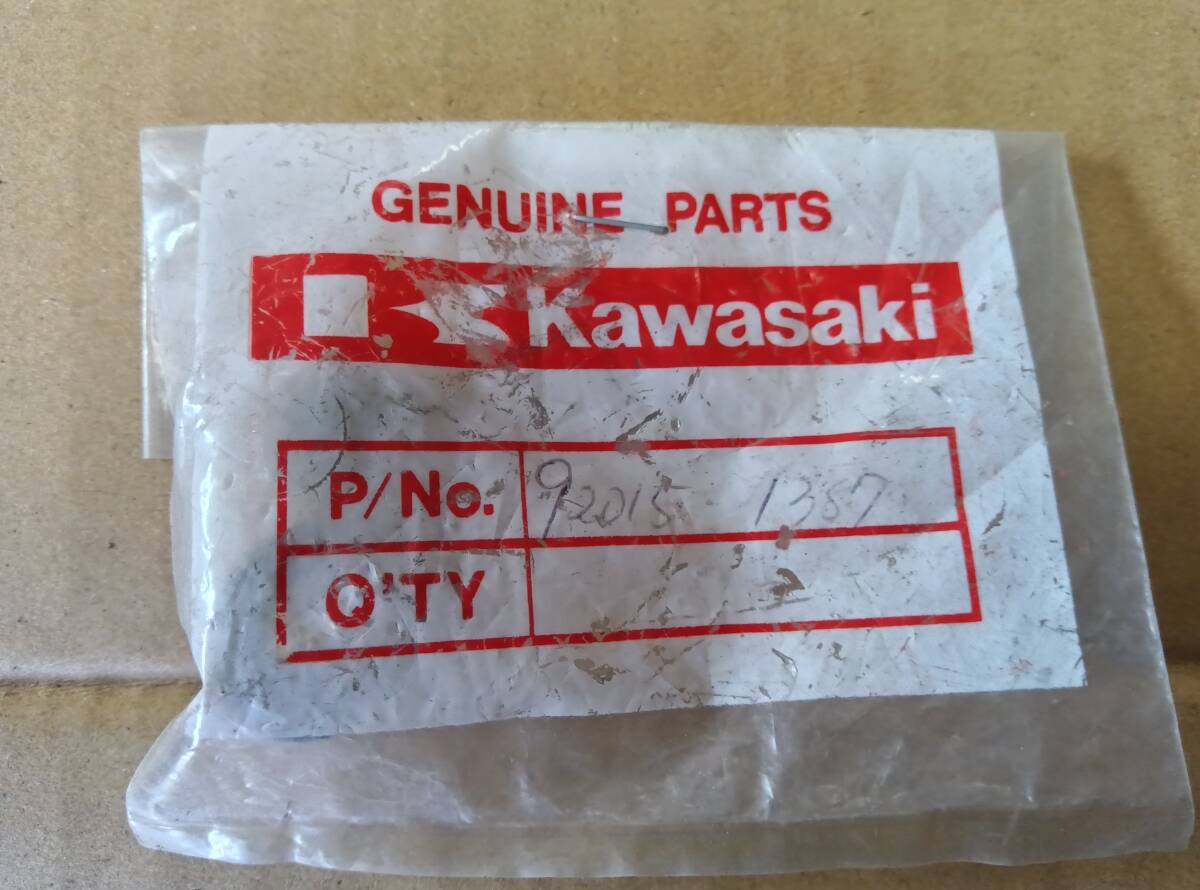 GENUINE PARTS
Kawasaki
P/No. 92015 1387
Q'TY